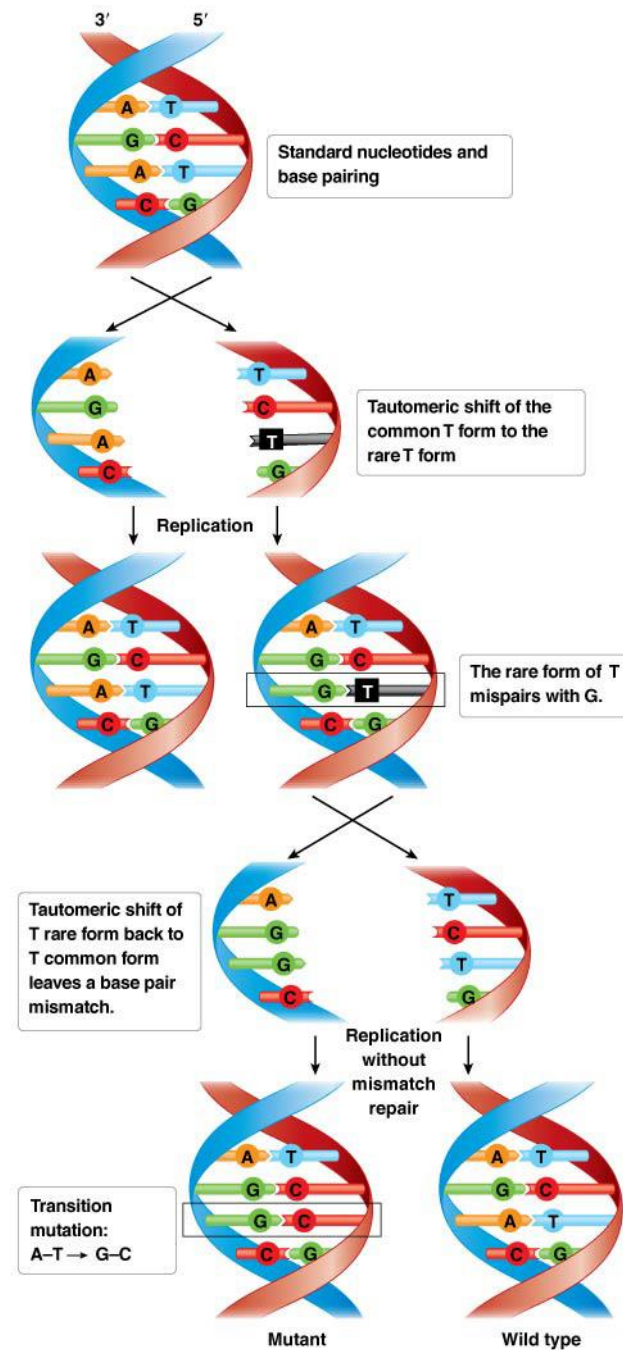 3′ 5′
A T
G C
A T
C G
Standard nucleotides and
base pairing
A T
G C
A T
C G
Tautomeric shift of the
common T form to the
rare T form
Replication
A T
G C
A T
C G
A T
G C
G T
C G
The rare form of T
mispairs with G.
Tautomeric shift of
T rare form back to
T common form
leaves a base pair
mismatch.
A T
G C
G T
C G
Replication
without
mismatch
repair
Transition
mutation:
A–T → G–C
A T
G C
G C
C G
A T
G C
A T
C G
Mutant
Wild type